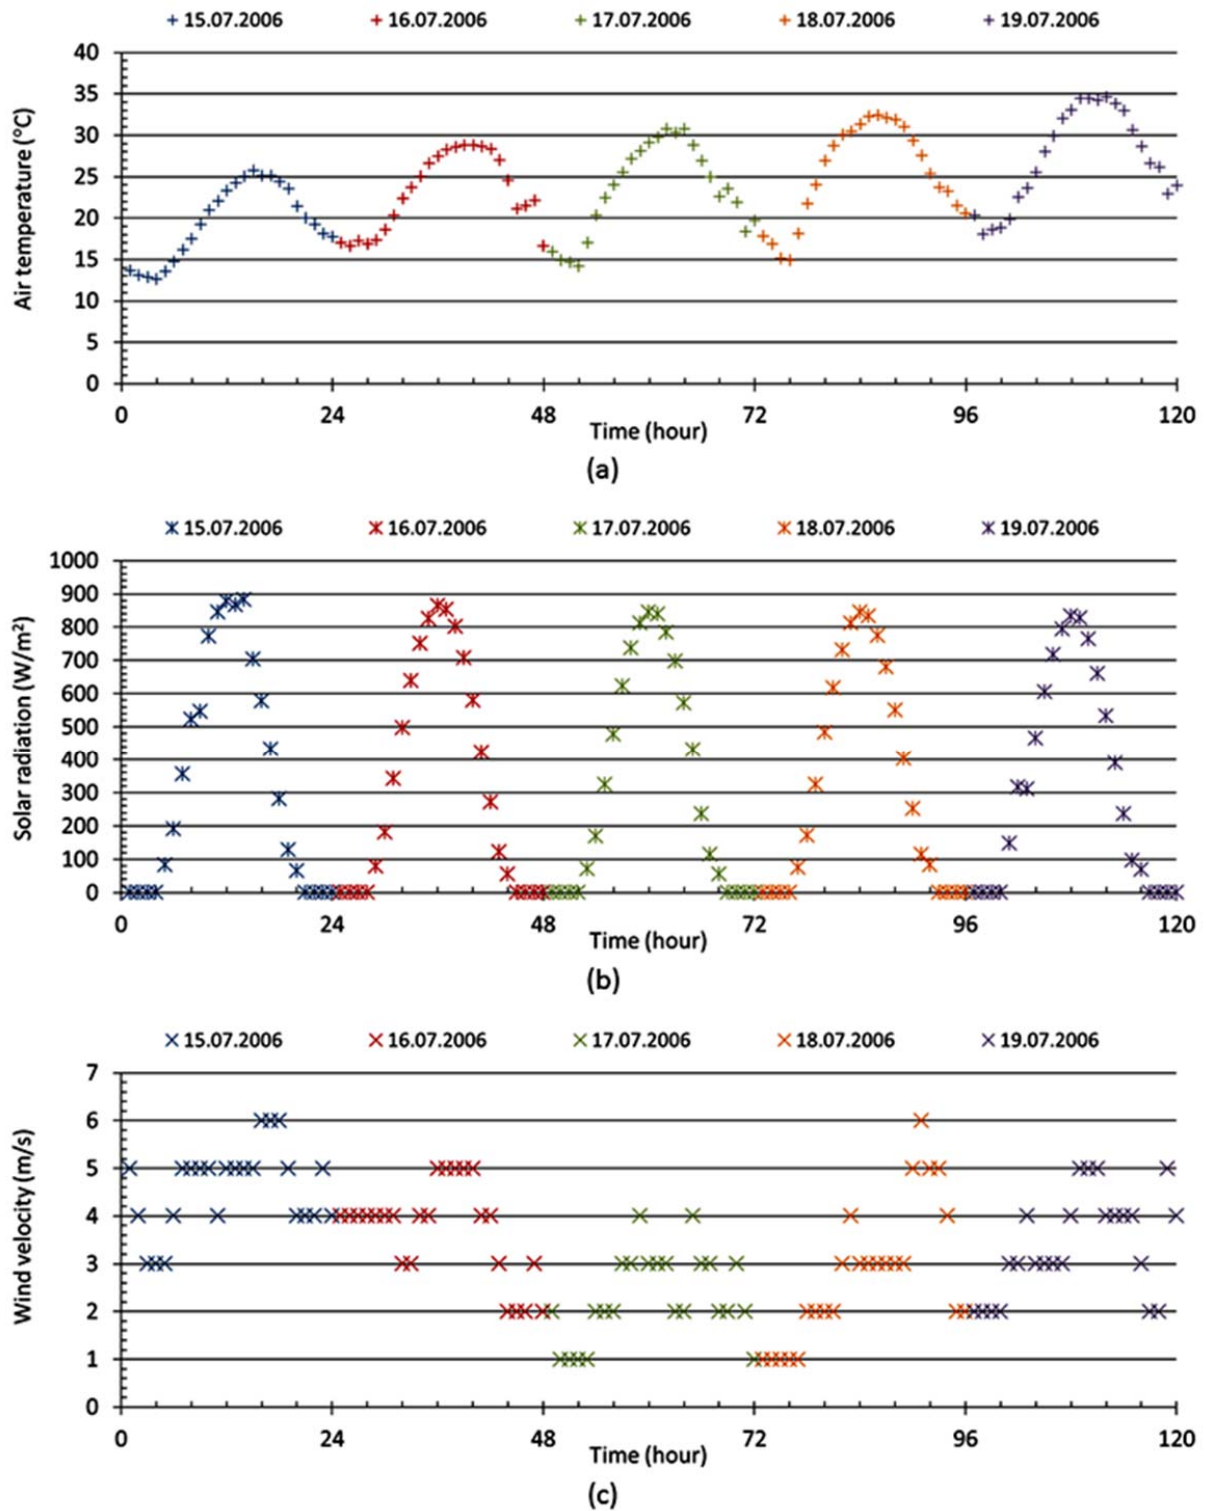 15.07.2006 16.07.2006 17.07.2006 18.07.2006 19.07.2006
40
35
30
25
20
15
10
5
0
Air temperature (°C)
0 24 48 72 96 120
Time (hour)
(a)
15.07.2006 16.07.2006 17.07.2006 18.07.2006 19.07.2006
1000
900
800
700
600
500
400
300
200
100
0
Solar radiation (W/m²)
0 24 48 72 96 120
Time (hour)
(b)
15.07.2006 16.07.2006 17.07.2006 18.07.2006 19.07.2006
7
6
5
4
3
2
1
0
Wind velocity (m/s)
0 24 48 72 96 120
Time (hour)
(c)